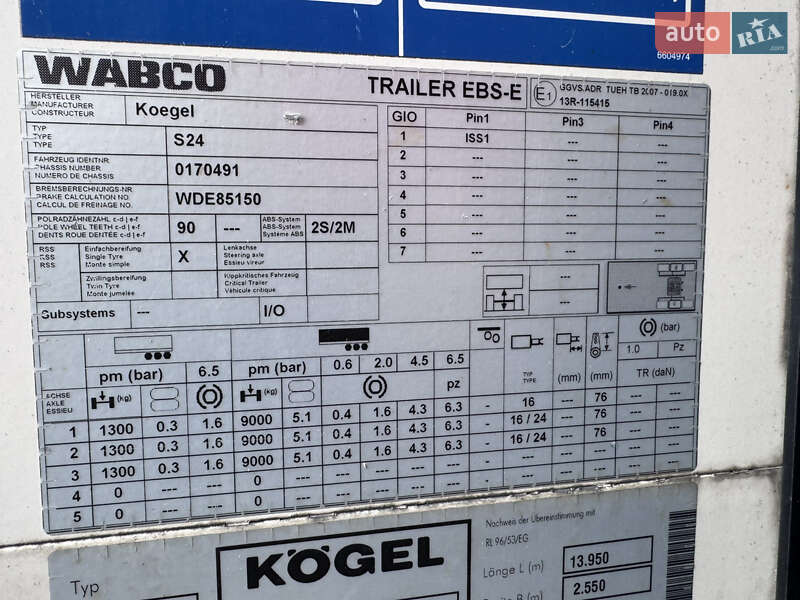 auto RIA .com
6604974
WABCO
TRAILER EBS-E
E1
GGVS.ADR TUEH TB 2007 - 019.0X
13R-115415
HERSTELLER
MANUFACTURER
CONSTRUCTEUR
Koegel
TYP
TYPE
TYPE
S24
FAHRZEUG IDENTNR.
CHASSIS NUMBER
NUMERO DE CHASSIS
0170491
BREMSBERECHNUNGS-NR.
BRAKE CALCULATION NO.
CALCUL DE FREINAGE NO.
WDE85150
POLRADZÄHNEZAHL c-d | e-f
POLE WHEEL TEETH c-d | e-f
DENTS ROUE DENTÉE c-d | e-f
90 ---
ABS-System
ABS-System
Système ABS
2S/2M
RSS Einfachbereifung
RSS Single Tyre
RSS Monte simple
X
Lenkachse
Steering axle
Essieu vireur
Zwillingsbereifung
Twin Tyre
Monte jumelée
Kippkritisches Fahrzeug
Critical Trailer
Véhicule critique
Subsystems --- I/O
GIO Pin1 Pin3 Pin4
1 ISS1 --- ---
2 --- --- ---
3 --- --- ---
4 --- --- ---
5 --- --- ---
6 --- --- ---
7 --- --- ---
---
---
pm (bar) 6.5 pm (bar) 0.6 2.0 4.5 6.5
(bar)
1.0 Pz
ACHSE
AXLE
ESSIEU
(kg) (kg) pz
TYP
TYPE
(mm) (mm) TR (daN)
1 1300 0.3 1.6 9000 5.1 0.4 1.6 4.3 6.3 - 16 --- 76 --- ---
2 1300 0.3 1.6 9000 5.1 0.4 1.6 4.3 6.3 - 16 / 24 --- 76 --- ---
3 1300 0.3 1.6 9000 5.1 0.4 1.6 4.3 6.3 - 16 / 24 --- 76 --- ---
4 0 --- --- 0 --- --- --- --- --- - --- --- --- --- ---
5 0 --- --- 0 --- --- --- --- --- - --- --- --- --- ---
KÖGEL
Nachweis der Übereinstimmung mit
RL 96/53/EG
Typ
Länge L (m) 13.950
Breite B (m) 2.550